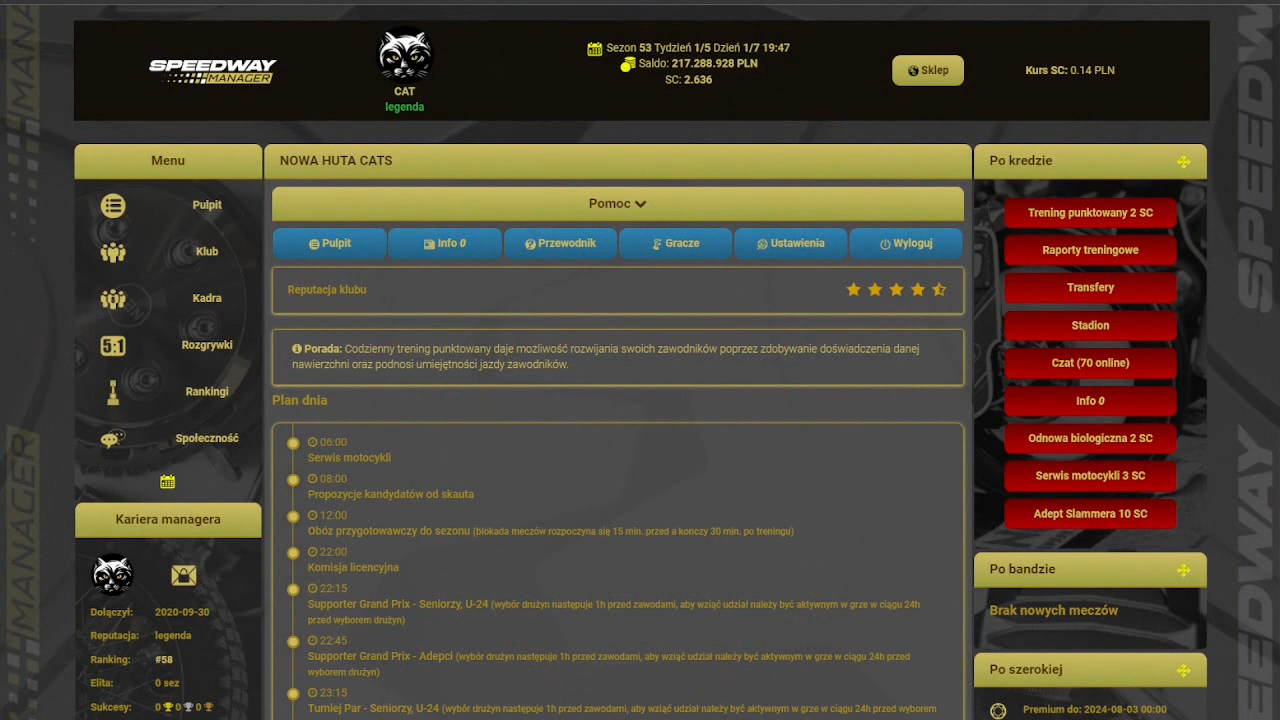 SPEEDWAY
MANAGER
CAT
legenda
Sezon 53 Tydzień 1/5 Dzień 1/7 19:47
Saldo: 217.288.928 PLN
SC: 2.636
Sklep
Kurs SC: 0.14 PLN
Menu
Pulpit
Klub
Kadra
5:1 Rozgrywki
Rankingi
Społeczność
Kariera managera
Dołączył: 2020-09-30
Reputacja: legenda
Ranking: #58
Elita: 0 sez
Sukcesy: 0 0 0
NOWA HUTA CATS
Pomoc
Pulpit
Info 0
Przewodnik
Gracze
Ustawienia
Wyloguj
Reputacja klubu
Porada: Codzienny trening punktowany daje możliwość rozwijania swoich zawodników poprzez zdobywanie doświadczenia danej
nawierzchni oraz podnosi umiejętności jazdy zawodników.
Plan dnia
06:00
Serwis motocykli
08:00
Propozycje kandydatów od skauta
12:00
Obóz przygotowawczy do sezonu (blokada meczów rozpoczyna się 15 min. przed a konczy 30 min. po treningu)
22:00
Komisja licencyjna
22:15
Supporter Grand Prix - Seniorzy, U-24 (wybór drużyn następuje 1h przed zawodami, aby wziąć udział należy być aktywnym w grze w ciągu 24h
przed wyborem drużyn)
22:45
Supporter Grand Prix - Adepci (wybór drużyn następuje 1h przed zawodami, aby wziąć udział należy być aktywnym w grze w ciągu 24h przed
wyborem drużyn)
23:15
Turniej Par - Seniorzy, U-24 (wybór drużyn następuje 1h przed zawodami, aby wziąć udział należy być aktywnym w grze w ciągu 24h przed wyborem
Po kredzie
Trening punktowany 2 SC
Raporty treningowe
Transfery
Stadion
Czat (70 online)
Info 0
Odnowa biologiczna 2 SC
Serwis motocykli 3 SC
Adept Slammera 10 SC
Po bandzie
Brak nowych meczów
Po szerokiej
Premium do: 2024-08-03 00:00
MANAGER
SPEEDWAY